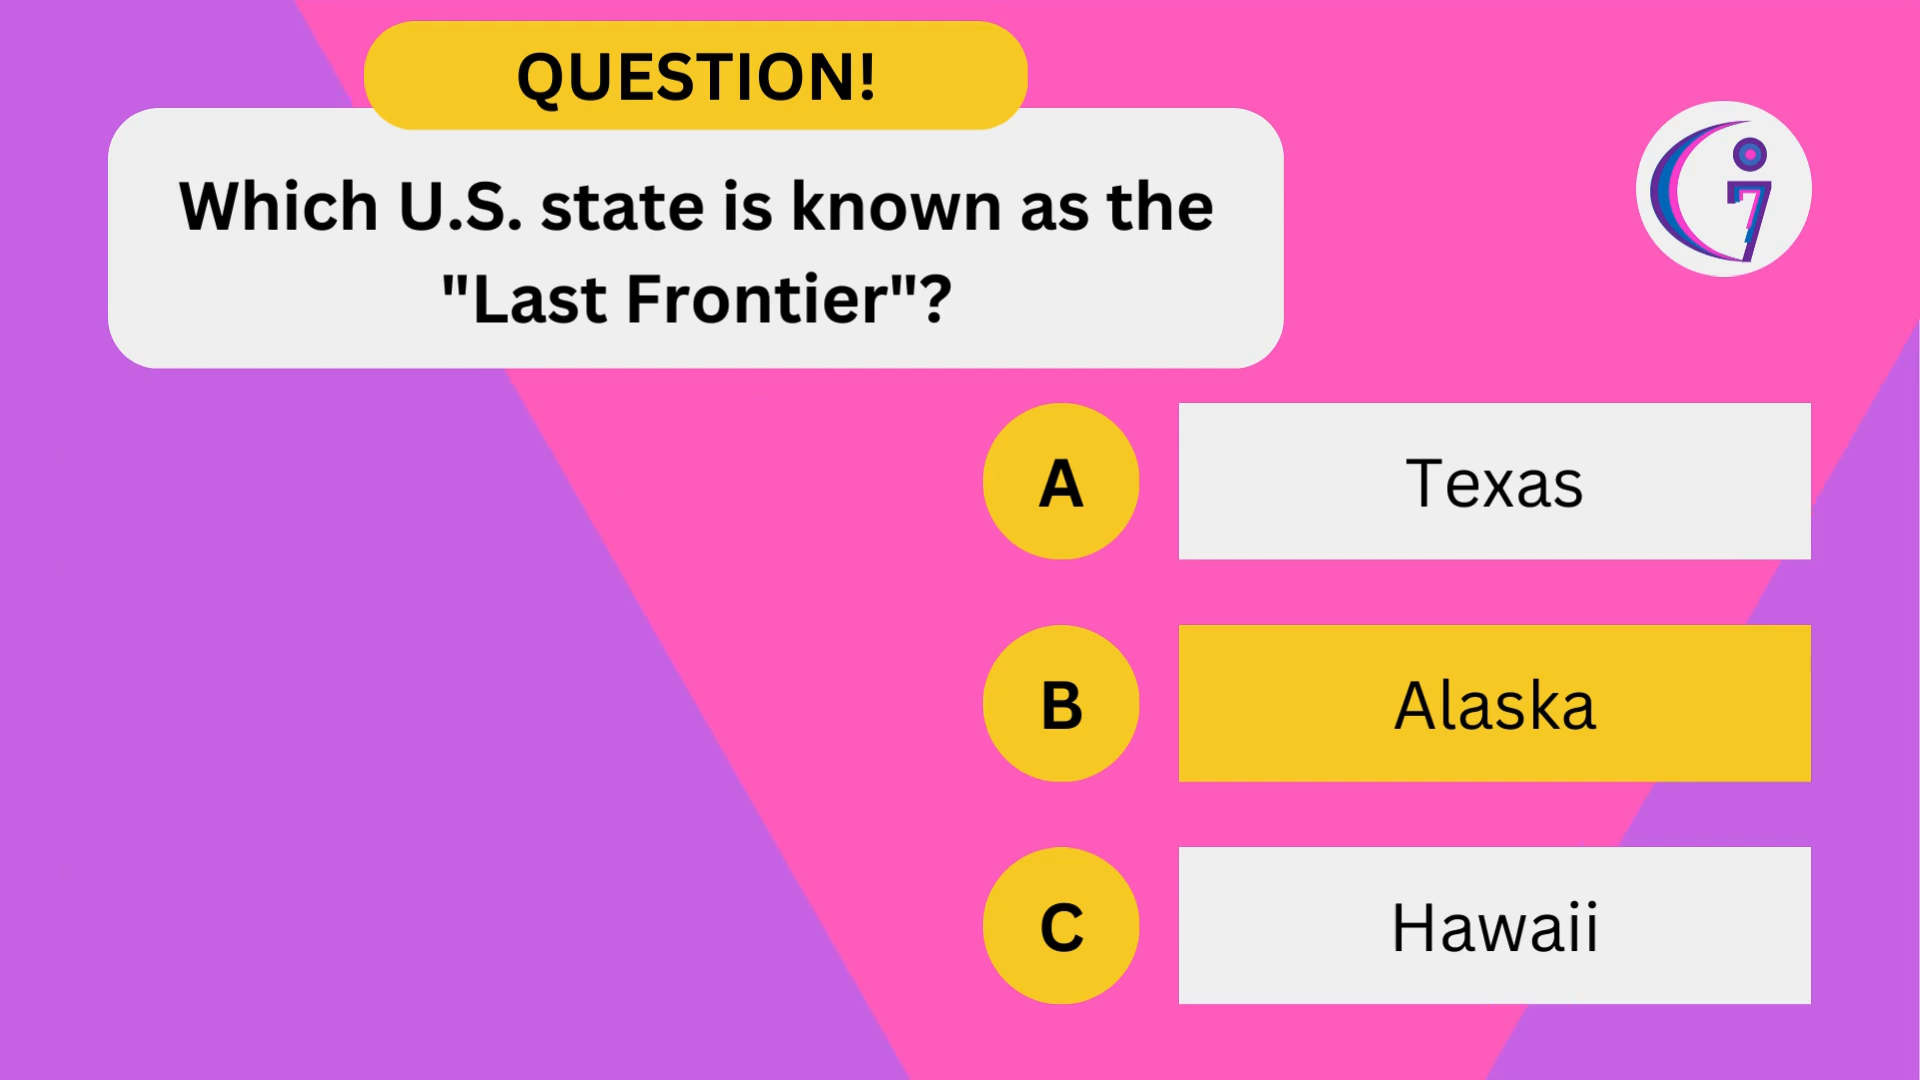 QUESTION!
Which U.S. state is known as the
"Last Frontier"?
A
Texas
B
Alaska
C
Hawaii